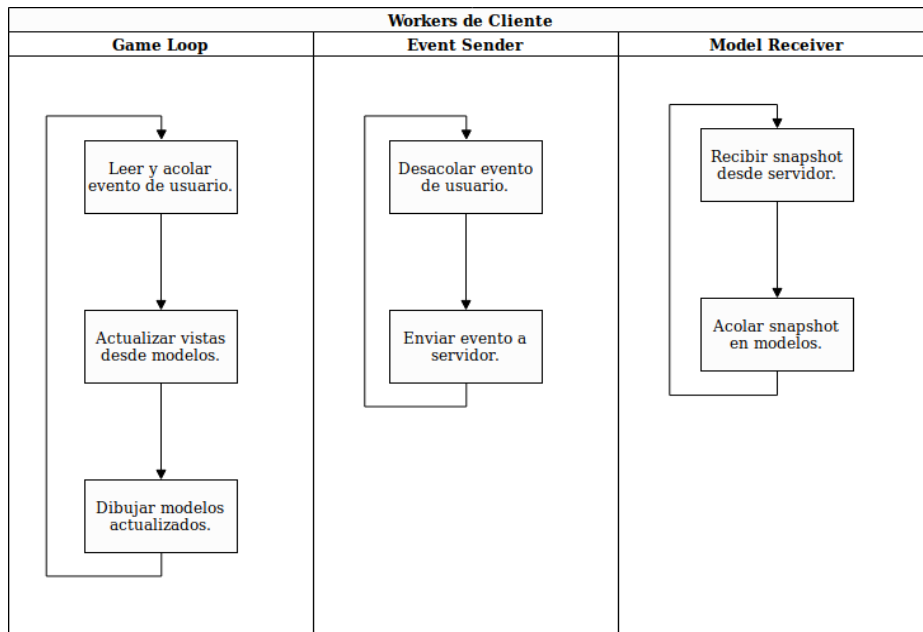 Workers de Cliente
Game Loop
Event Sender
Model Receiver
Leer y acolar
evento de usuario.
Actualizar vistas
desde modelos.
Dibujar modelos
actualizados.
Desacolar evento
de usuario.
Enviar evento a
servidor.
Recibir snapshot
desde servidor.
Acolar snapshot
en modelos.